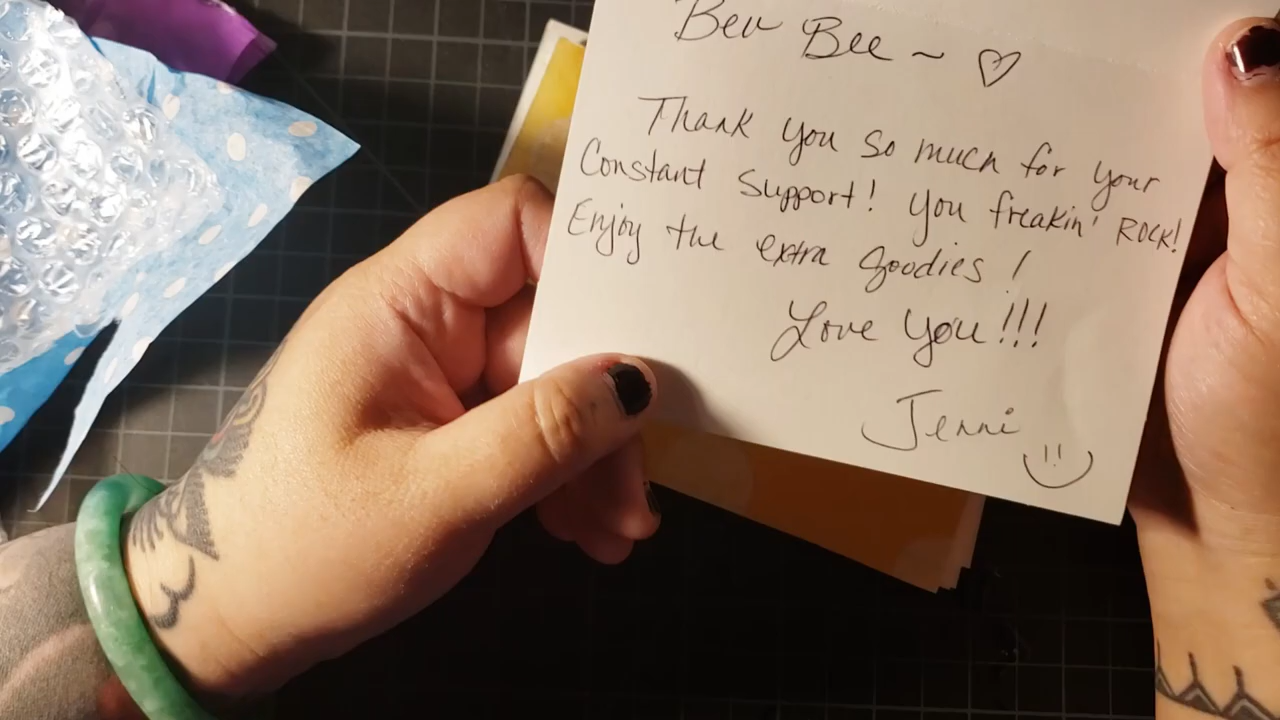 Bev Bee ~ ♡
Thank you so much for your
Constant Support! You freakin' ROCK!
Enjoy the extra Goodies!
Love You!!!
Jenni